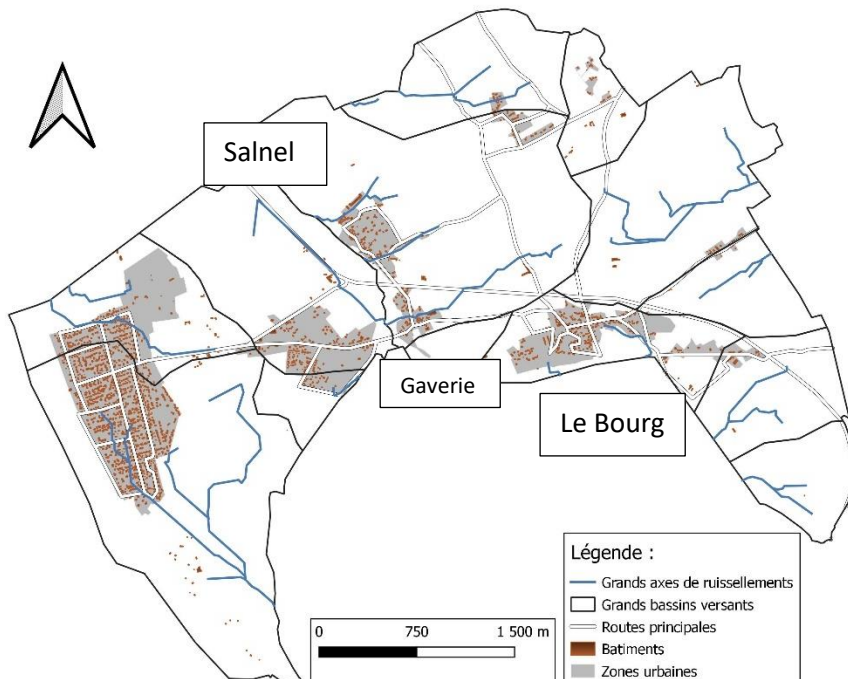 Salnel
Gaverie
Le Bourg
Légende :
Grands axes de ruissellements
Grands bassins versants
Routes principales
Batiments
Zones urbaines
0 750 1 500 m